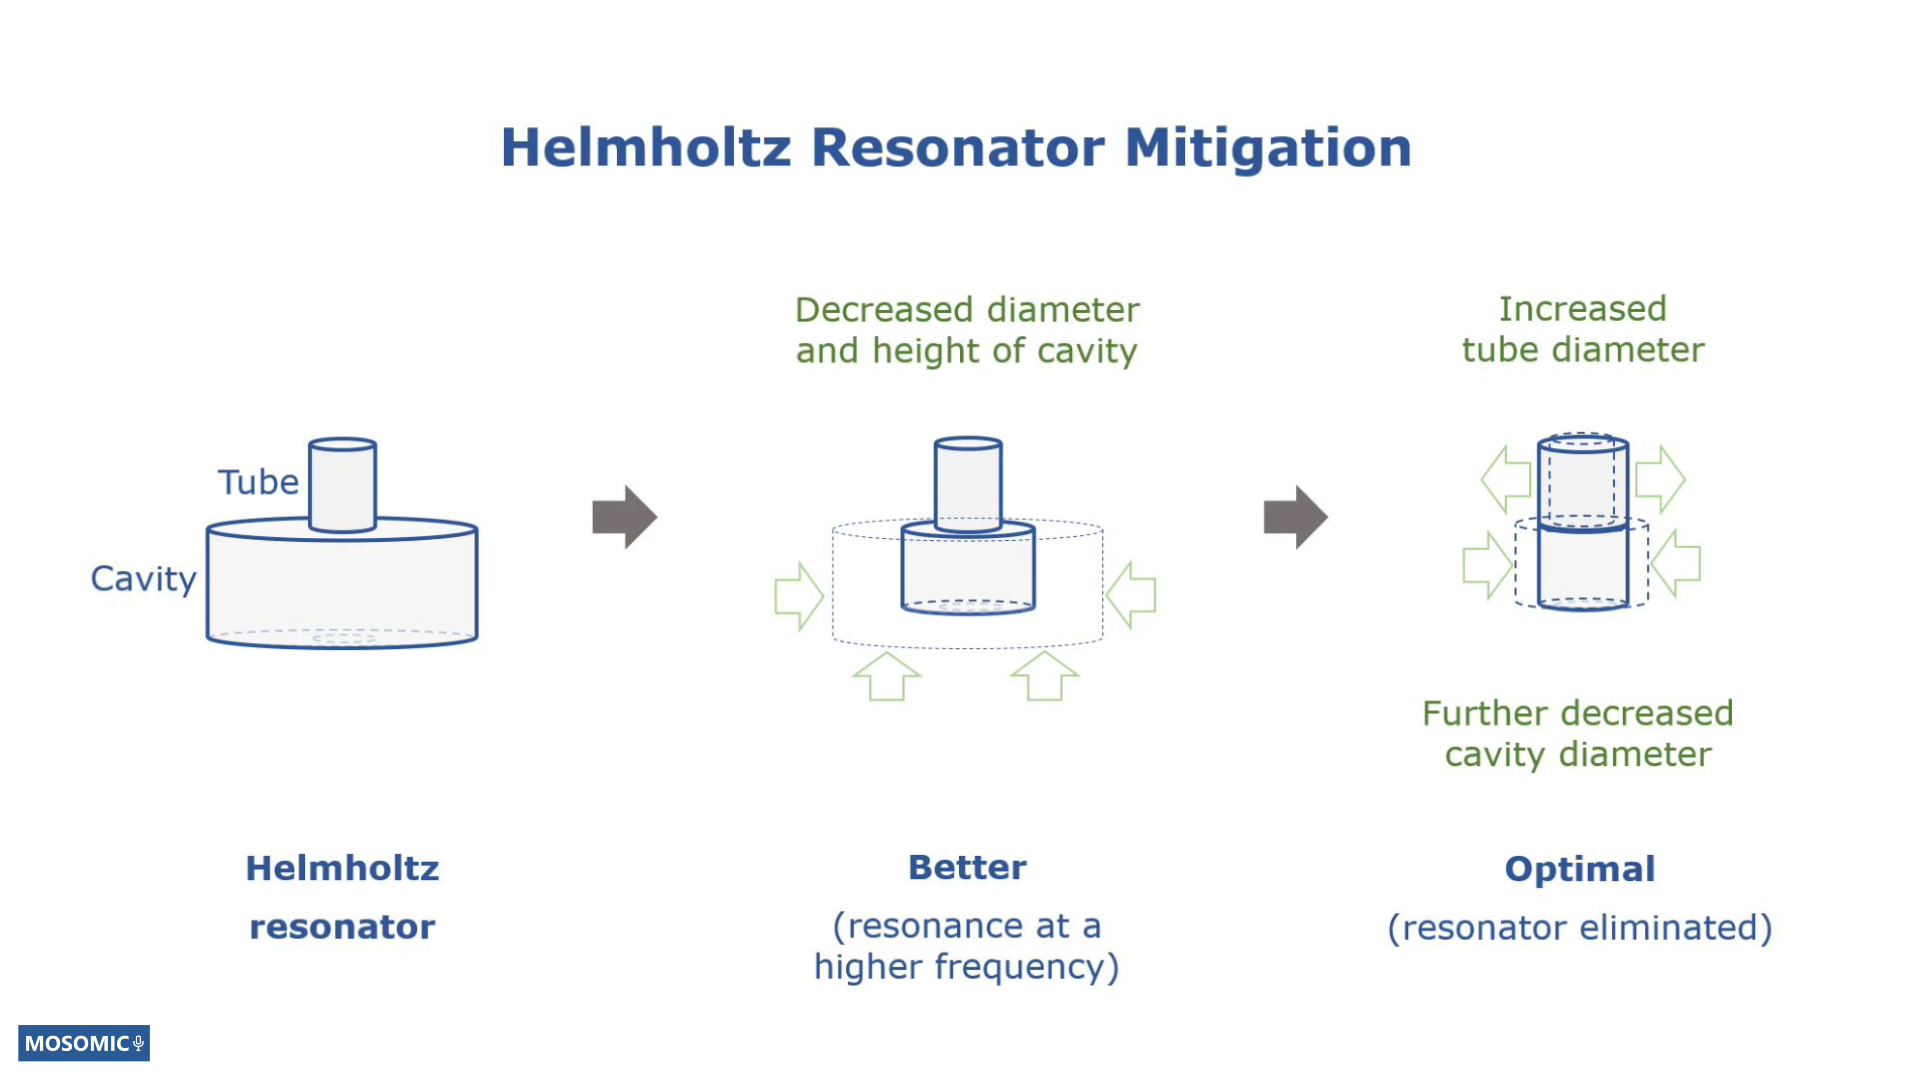 Helmholtz Resonator Mitigation
Decreased diameter
and height of cavity
Increased
tube diameter
Tube
Cavity
Further decreased
cavity diameter
Helmholtz
resonator
Better
(resonance at a
higher frequency)
Optimal
(resonator eliminated)
MOSOMIC